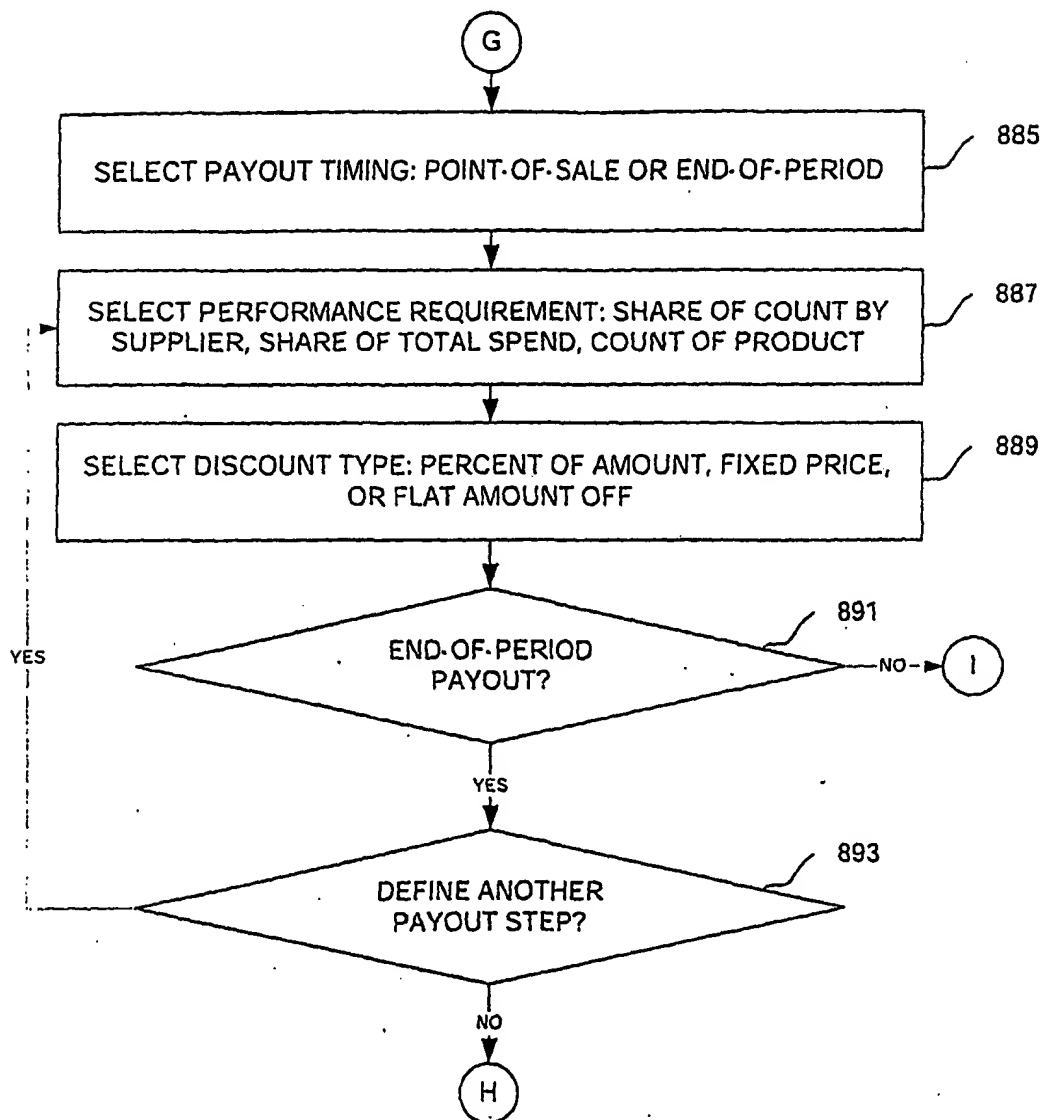 G
SELECT PAYOUT TIMING: POINT-OF-SALE OR END-OF-PERIOD
885
SELECT PERFORMANCE REQUIREMENT: SHARE OF COUNT BY
SUPPLIER, SHARE OF TOTAL SPEND, COUNT OF PRODUCT
887
SELECT DISCOUNT TYPE: PERCENT OF AMOUNT, FIXED PRICE,
OR FLAT AMOUNT OFF
889
END-OF-PERIOD
PAYOUT?
891
NO
I
YES
YES
DEFINE ANOTHER
PAYOUT STEP?
893
NO
H